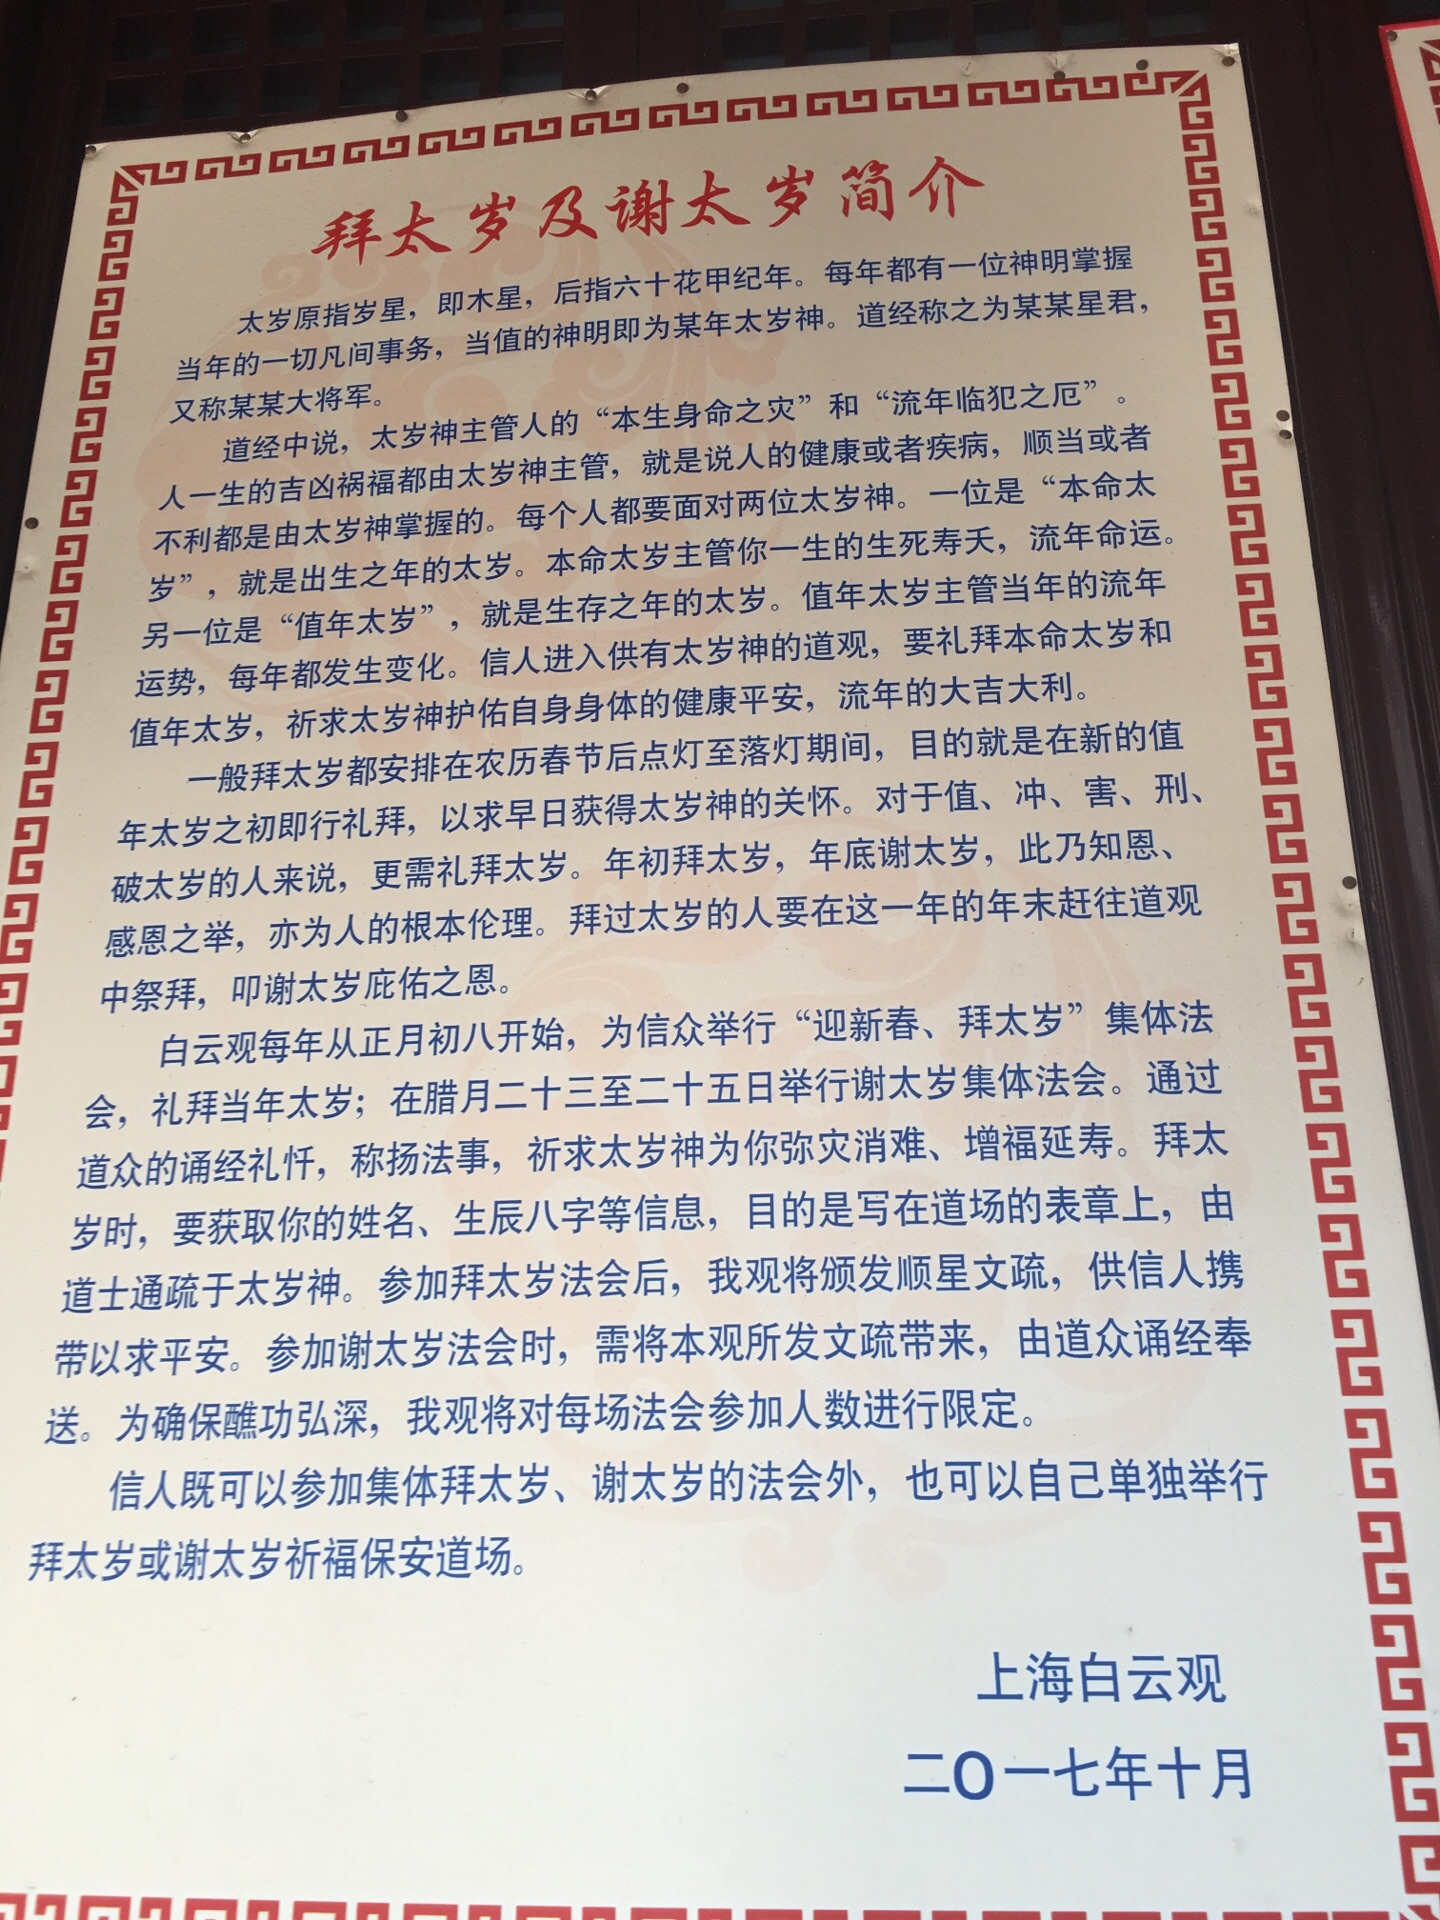 拜太岁及谢太岁简介
太岁原指岁星，即木星，后指六十花甲纪年。每年都有一位神明掌握
当年的一切凡间事务，当值的神明即为某年太岁神。道经称之为某某星君，
又称某某大将军。
道经中说，太岁神主管人的“本生身命之灾”和“流年临犯之厄”。
人一生的吉凶祸福都由太岁神主管，就是说人的健康或者疾病，顺当或者
不利都是由太岁神掌握的。每个人都要面对两位太岁神。一位是“本命太
岁”，就是出生之年的太岁。本命太岁主管你一生的生死寿夭，流年命运。
另一位是“值年太岁”，就是生存之年的太岁。值年太岁主管当年的流年
运势，每年都发生变化。信人进入供有太岁神的道观，要礼拜本命太岁和
值年太岁，祈求太岁神护佑自身身体的健康平安，流年的大吉大利。
一般拜太岁都安排在农历春节后点灯至落灯期间，目的就是在新的值
年太岁之初即行礼拜，以求早日获得太岁神的关怀。对于值、冲、害、刑、
破太岁的人来说，更需礼拜太岁。年初拜太岁，年底谢太岁，此乃知恩、
感恩之举，亦为人的根本伦理。拜过太岁的人要在这一年的年末赶往道观
中祭拜，叩谢太岁庇佑之恩。
白云观每年从正月初八开始，为信众举行“迎新春、拜太岁”集体法
会，礼拜当年太岁；在腊月二十三至二十五日举行谢太岁集体法会。通过
道众的诵经礼忏，称扬法事，祈求太岁神为你弥灾消难、增福延寿。拜太
岁时，要获取你的姓名、生辰八字等信息，目的是写在道场的表章上，由
道士通疏于太岁神。参加拜太岁法会后，我观将颁发顺星文疏，供信人携
带以求平安。参加谢太岁法会时，需将本观所发文疏带来，由道众诵经奉
送。为确保醮功弘深，我观将对每场法会参加人数进行限定。
信人既可以参加集体拜太岁、谢太岁的法会外，也可以自己单独举行
拜太岁或谢太岁祈福保安道场。
上海白云观
二〇一七年十月